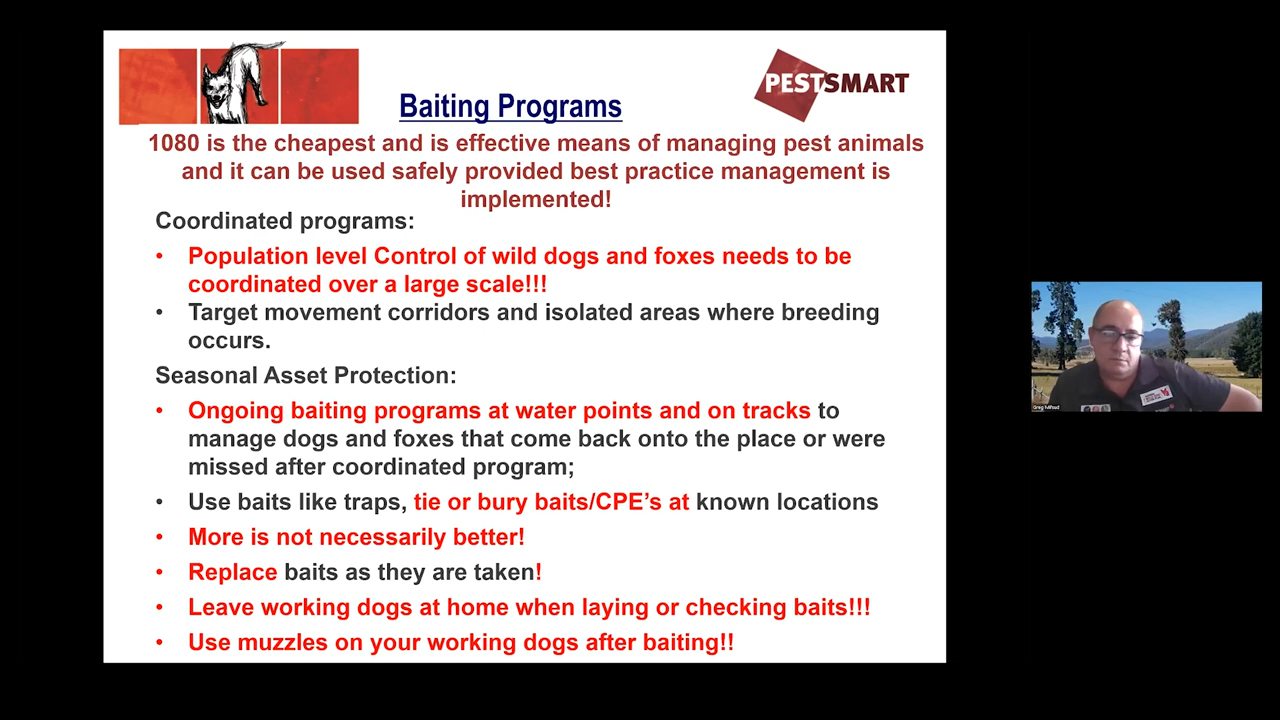 PESTSMART
Baiting Programs
1080 is the cheapest and is effective means of managing pest animals
and it can be used safely provided best practice management is
implemented!
Coordinated programs:
• Population level Control of wild dogs and foxes needs to be
coordinated over a large scale!!!
• Target movement corridors and isolated areas where breeding
occurs.
Seasonal Asset Protection:
• Ongoing baiting programs at water points and on tracks to
manage dogs and foxes that come back onto the place or were
missed after coordinated program;
• Use baits like traps, tie or bury baits/CPE’s at known locations
• More is not necessarily better!
• Replace baits as they are taken!
• Leave working dogs at home when laying or checking baits!!!
• Use muzzles on your working dogs after baiting!!
Greg Mifsud